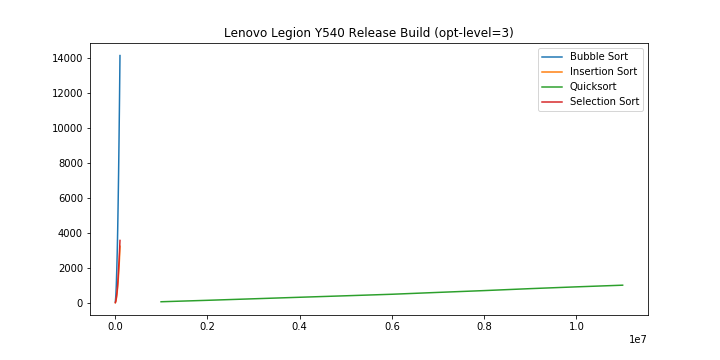 Lenovo Legion Y540 Release Build (opt-level=3)
14000
12000
10000
8000
6000
4000
2000
0
Bubble Sort
Insertion Sort
Quicksort
Selection Sort
0.0 0.2 0.4 0.6 0.8 1.0
1e7